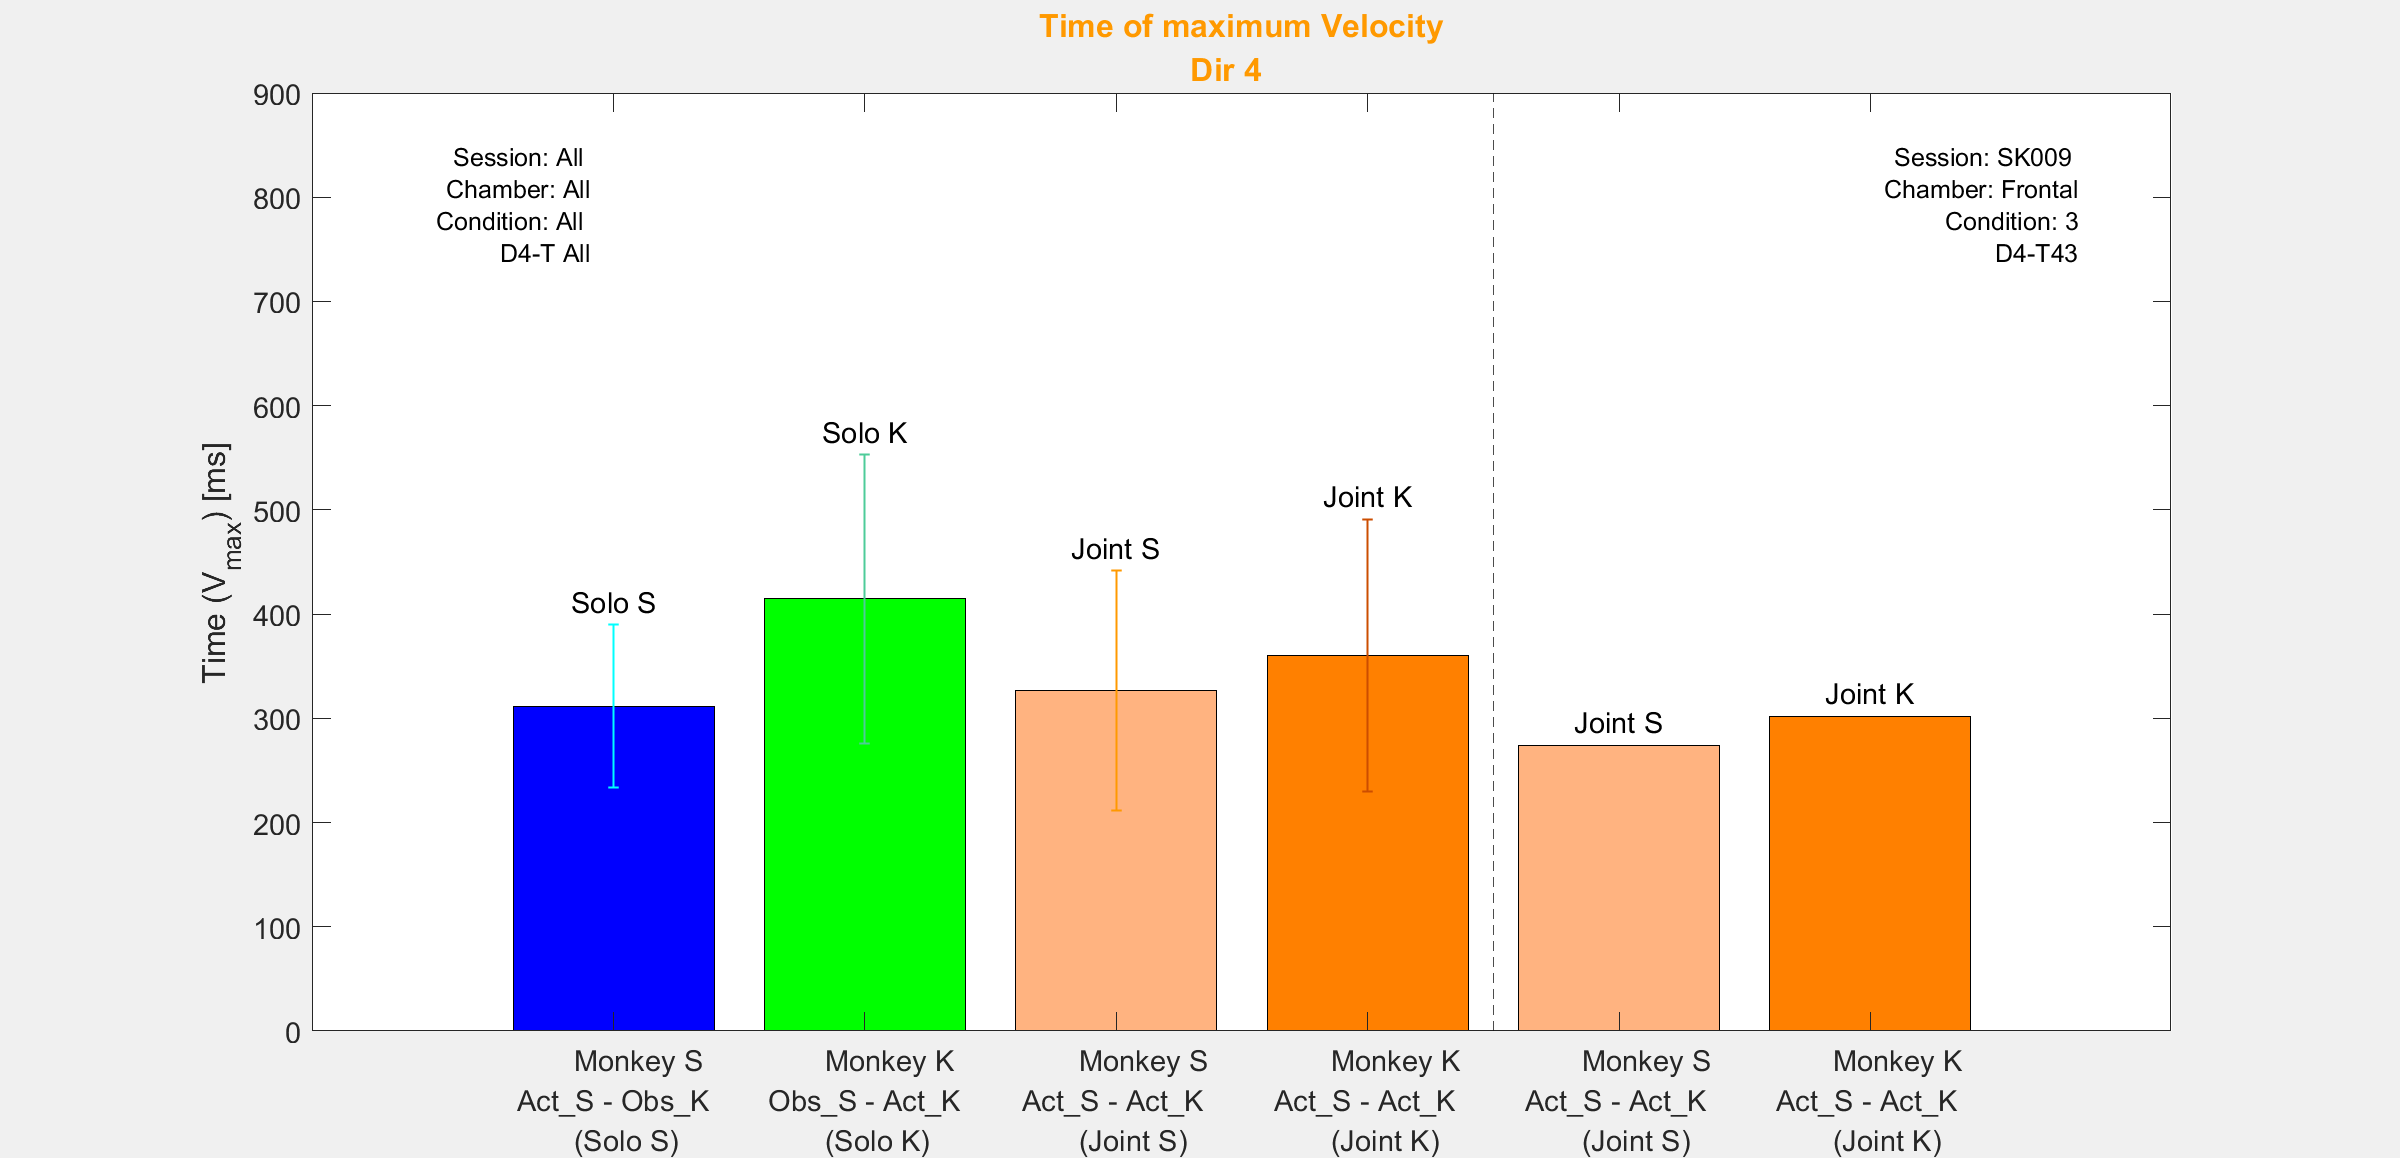 Time of maximum Velocity
Dir 4
Session: All
Chamber: All
Condition: All
D4-T All
Session: SK009
Chamber: Frontal
Condition: 3
D4-T43
Time (Vmax) [ms]
900
800
700
600
500
400
300
200
100
0
Solo S
Solo K
Joint S
Joint K
Joint S
Joint K
Monkey S
Act_S - Obs_K
(Solo S)
Monkey K
Obs_S - Act_K
(Solo K)
Monkey S
Act_S - Act_K
(Joint S)
Monkey K
Act_S - Act_K
(Joint K)
Monkey S
Act_S - Act_K
(Joint S)
Monkey K
Act_S - Act_K
(Joint K)